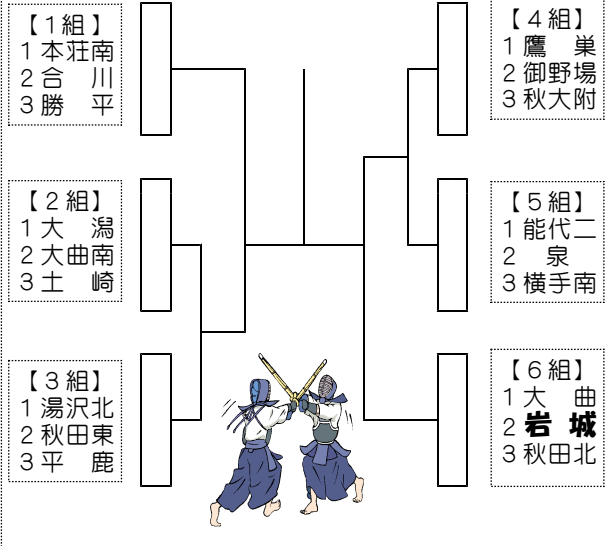 【1組】
1 本荘南
2 合　川
3 勝　平
【2組】
1 大　潟
2 大曲南
3 土　崎
【3組】
1 湯沢北
2 秋田東
3 平　鹿
【4組】
1 鷹　巣
2 御野場
3 秋大附
【5組】
1 能代二
2 　泉
3 横手南
【6組】
1 大　曲
2 岩　城
3 秋田北